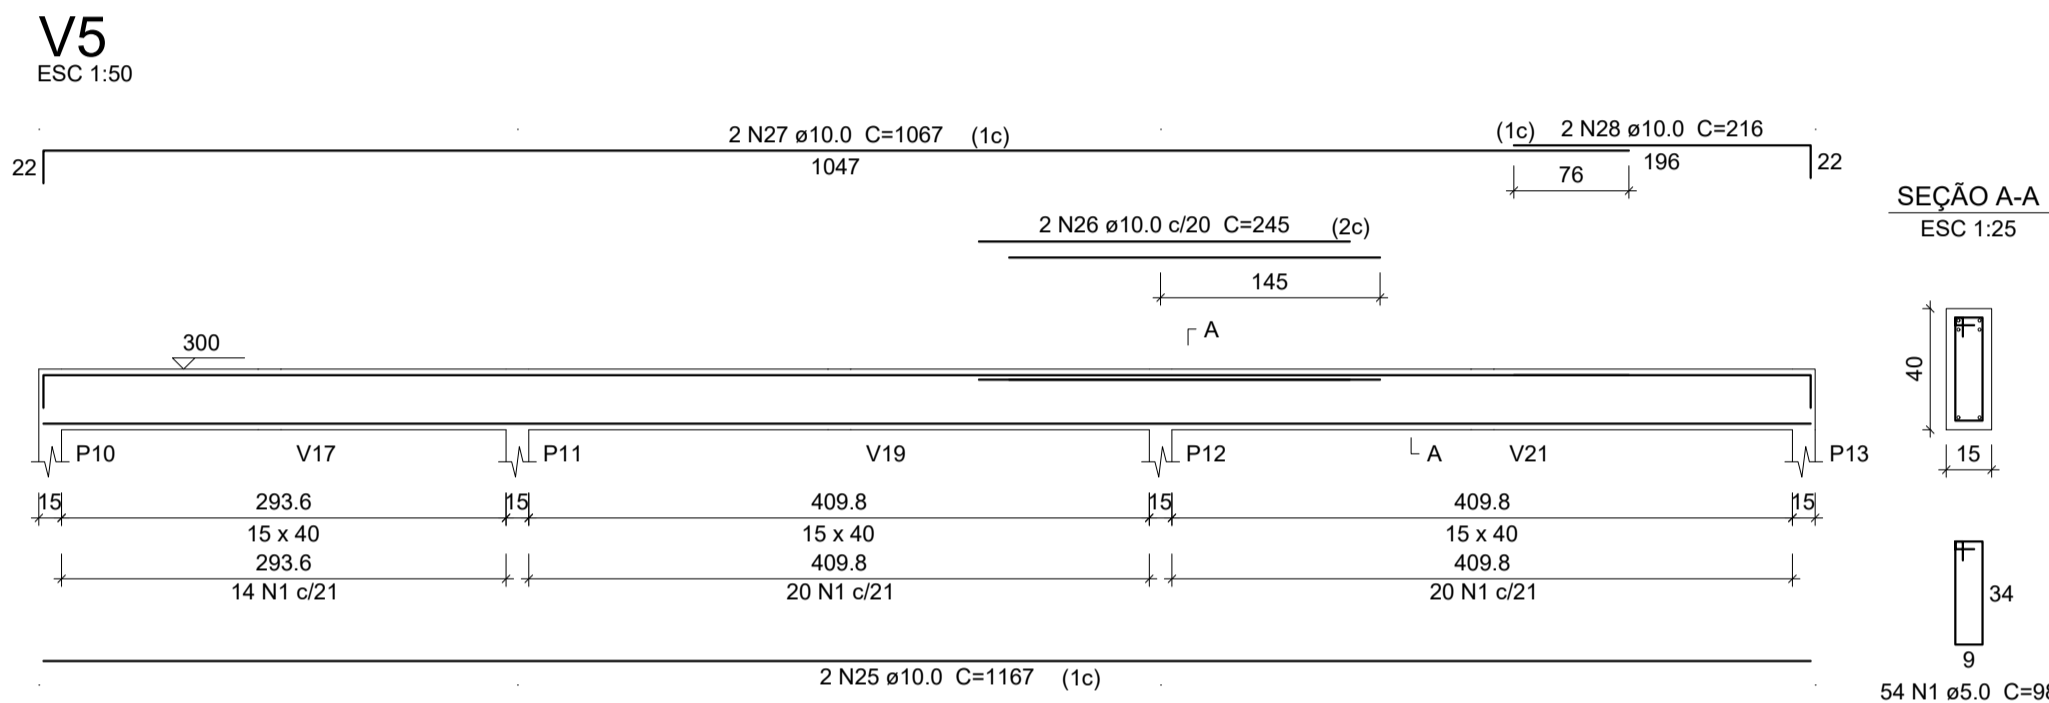 V5
ESC 1:50
2 N27 ø10.0 C=1067 (1c)
(1c) 2 N28 ø10.0 C=216
22
1047
76
196
22
SEÇÃO A-A
ESC 1:25
2 N26 ø10.0 c/20 C=245 (2c)
145
A
300
40
P10 V17 P11 V19 P12 A V21 P13
15
15 293.6 15 409.8 15 409.8 15
15 x 40 15 x 40 15 x 40
293.6 409.8 409.8
14 N1 c/21 20 N1 c/21 20 N1 c/21
34
9
2 N25 ø10.0 C=1167 (1c)
54 N1 ø5.0 C=98